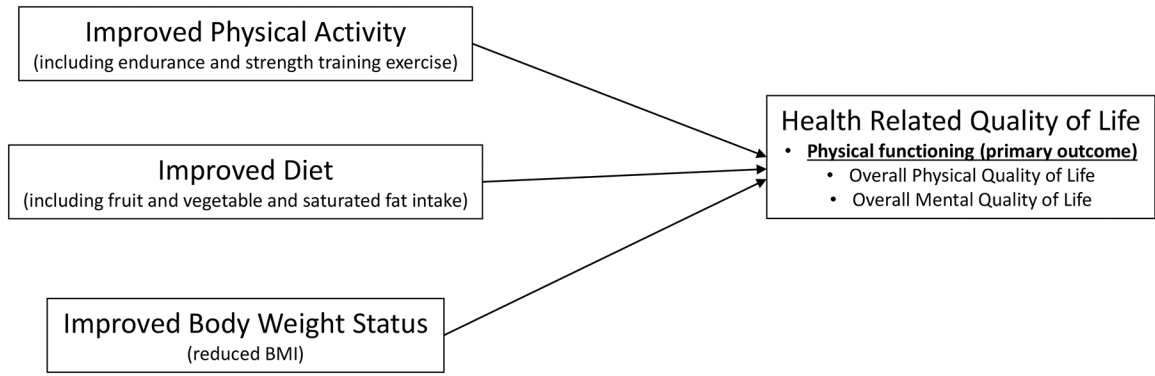 Improved Physical Activity
(including endurance and strength training exercise)
Improved Diet
(including fruit and vegetable and saturated fat intake)
Improved Body Weight Status
(reduced BMI)
Health Related Quality of Life
• Physical functioning (primary outcome)
• Overall Physical Quality of Life
• Overall Mental Quality of Life